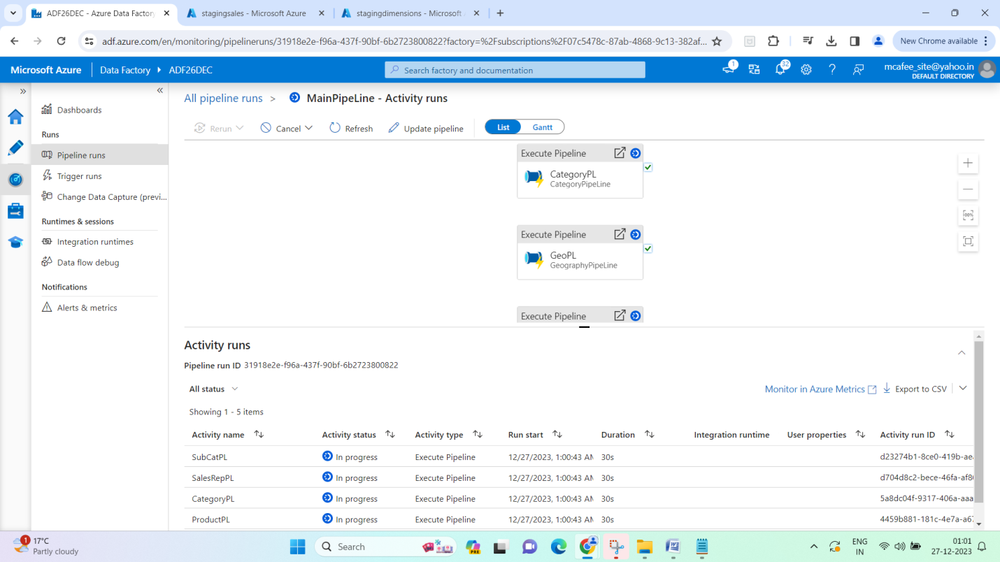 ADF26DEC - Azure Data Factory
stagingsales - Microsoft Azure
stagingdimensions - Microsoft
adf.azure.com/en/monitoring/pipelineruns/31918e2e-f96a-437f-90bf-6b2723800822?factory=%2Fsubscriptions%2F07c5478c-87ab-4868-9c13-382af...
New Chrome available
Microsoft Azure
Data Factory
ADF26DEC
Search factory and documentation
1
32
mcafee_site@yahoo.in
DEFAULT DIRECTORY
Dashboards
Runs
Pipeline runs
Trigger runs
Change Data Capture (previ...
Runtimes & sessions
Integration runtimes
Data flow debug
Notifications
Alerts & metrics
All pipeline runs > MainPipeLine - Activity runs
Rerun
Cancel
Refresh
Update pipeline
List
Gantt
Execute Pipeline
CategoryPL
CategoryPipeLine
Execute Pipeline
GeoPL
GeographyPipeLine
Execute Pipeline
100%
Activity runs
Pipeline run ID 31918e2e-f96a-437f-90bf-6b2723800822
All status
Monitor in Azure Metrics
Export to CSV
Showing 1 - 5 items
Activity name Activity status Activity type Run start Duration Integration runtime User properties Activity run ID
SubCatPL In progress Execute Pipeline 12/27/2023, 1:00:43 AM 30s d23274b1-8ce0-419b-ae
SalesRepPL In progress Execute Pipeline 12/27/2023, 1:00:43 AM 30s d704d8c2-bece-46fa-af8
CategoryPL In progress Execute Pipeline 12/27/2023, 1:00:43 AM 30s 5a8dc04f-9317-406a-aaa
ProductPL In progress Execute Pipeline 12/27/2023, 1:00:43 AM 30s 4459b881-181c-4e7a-a67
1
17°C
Partly cloudy
Search
PRE
ENG
IN
01:01
27-12-2023